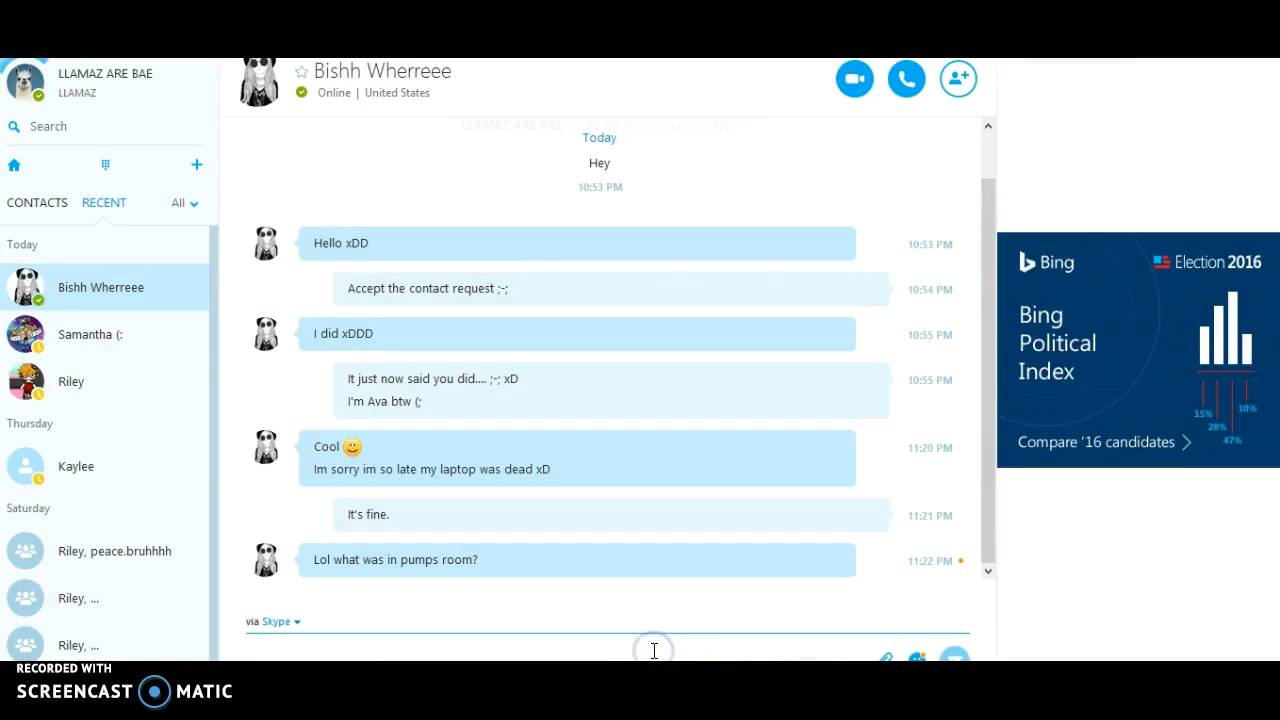 LLAMAZ ARE BAE
LLAMAZ
Search
CONTACTS RECENT All
Today
Bishh Wherreee
Samantha (:
Riley
Thursday
Kaylee
Saturday
Riley, peace.bruhhhh
Riley, ...
Riley, ...
Bishh Wherreee
Online | United States
Today
Hey
10:53 PM
Hello xDD 10:53 PM
Accept the contact request ;-; 10:54 PM
I did xDDD 10:55 PM
It just now said you did.... ;-; xD 10:55 PM
I'm Ava btw (;
Cool 11:20 PM
Im sorry im so late my laptop was dead xD
It's fine. 11:21 PM
Lol what was in pumps room? 11:22 PM
via Skype
Bing Election 2016
Bing
Political
Index
15% 28% 47% 10%
Compare '16 candidates
RECORDED WITH
SCREENCAST MATIC